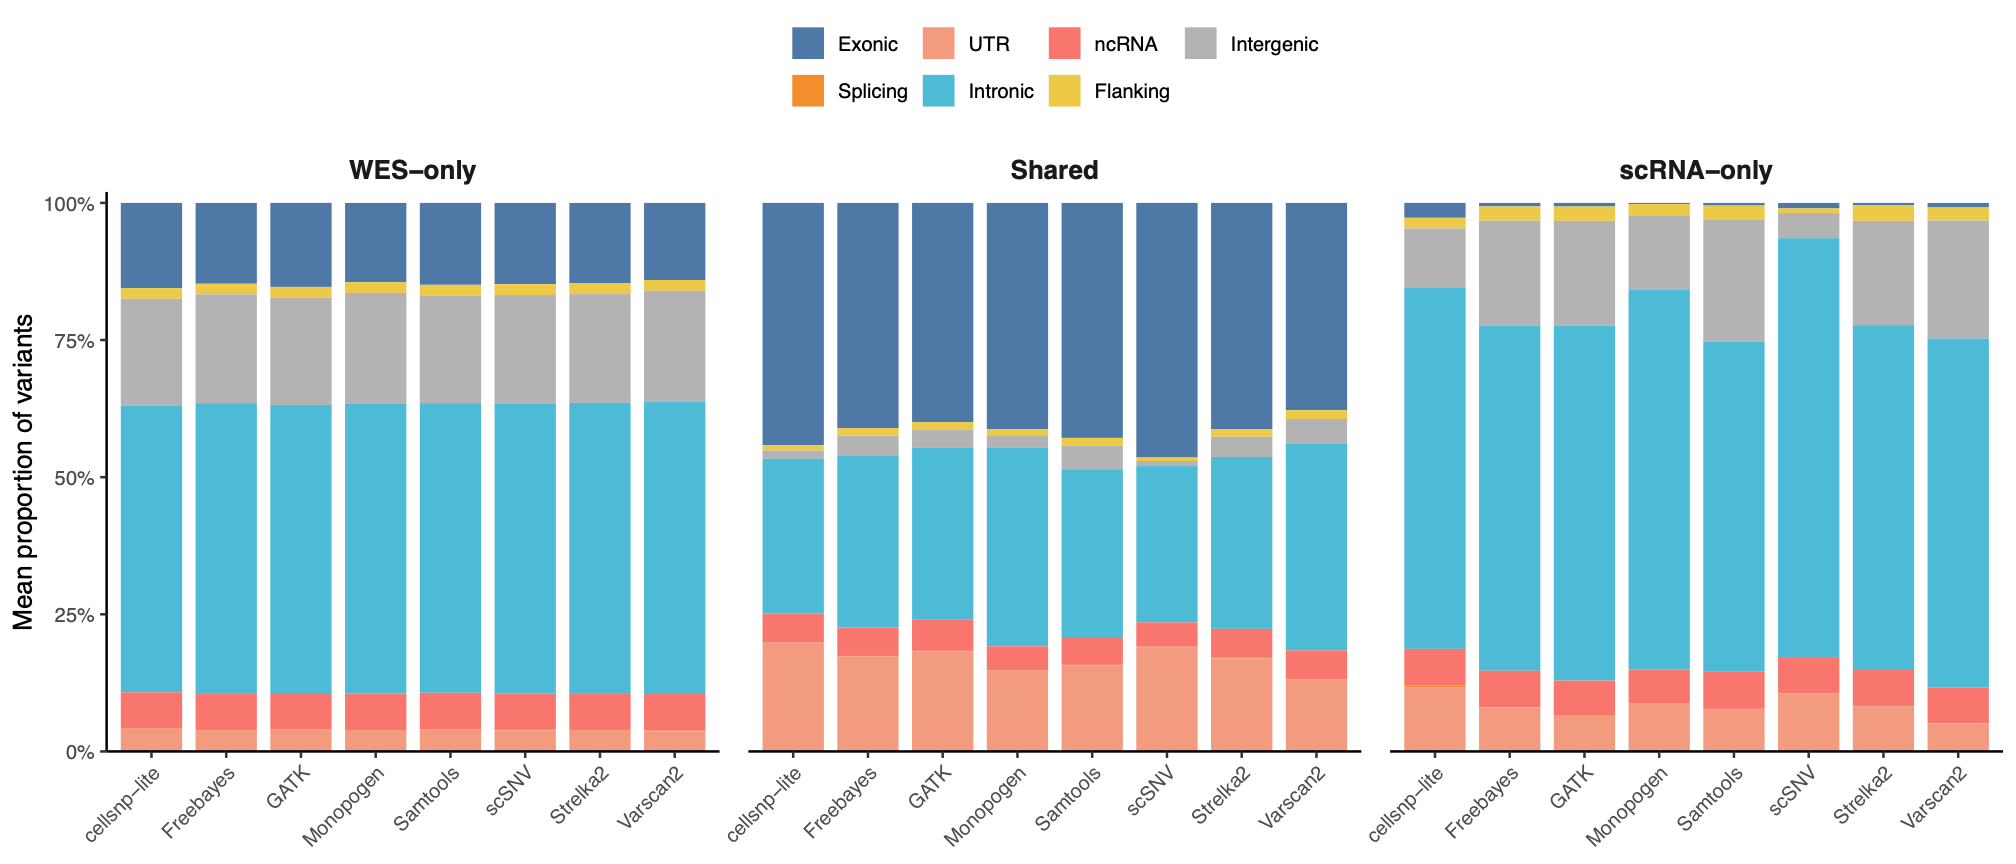 Exonic UTR ncRNA Intergenic
Splicing Intronic Flanking
WES–only Shared scRNA–only
Mean proportion of variants
100%
75%
50%
25%
0%
cellsnp–lite Freebayes GATK Monopogen Samtools scSNV Strelka2 Varscan2
cellsnp–lite Freebayes GATK Monopogen Samtools scSNV Strelka2 Varscan2
cellsnp–lite Freebayes GATK Monopogen Samtools scSNV Strelka2 Varscan2